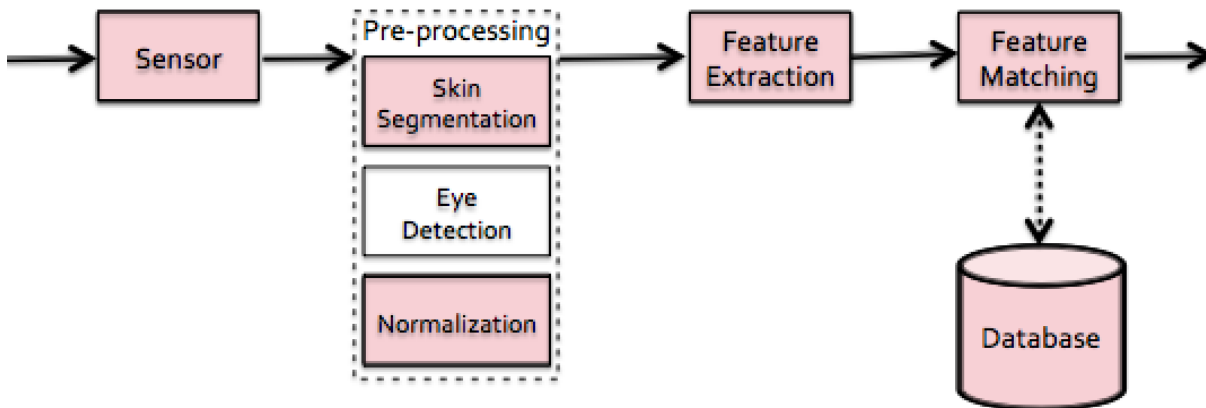 Sensor
Pre-processing
Skin
Segmentation
Eye
Detection
Normalization
Feature
Extraction
Feature
Matching
Database